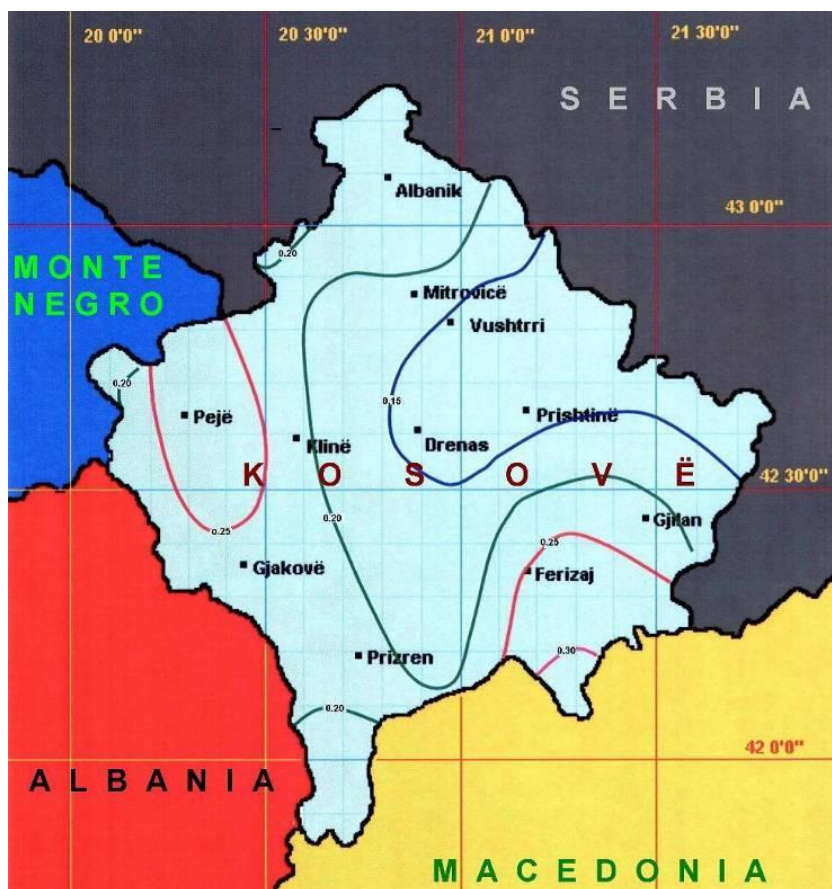 20 0'0"
20 30'0"
21 0'0"
21 30'0"
S E R B I A
Albanik
43 0'0"
0.20
MONTE
NEGRO
Mitrovicë
Vushtrri
0.20
0.15
Pejë
Prishtinë
Klinë
Drenas
K O S O V Ë
42 30'0"
0.20
Gjilan
0.25
0.25
Gjakovë
Ferizaj
0.30
Prizren
0.20
42 0'0"
A L B A N I A
M A C E D O N I A